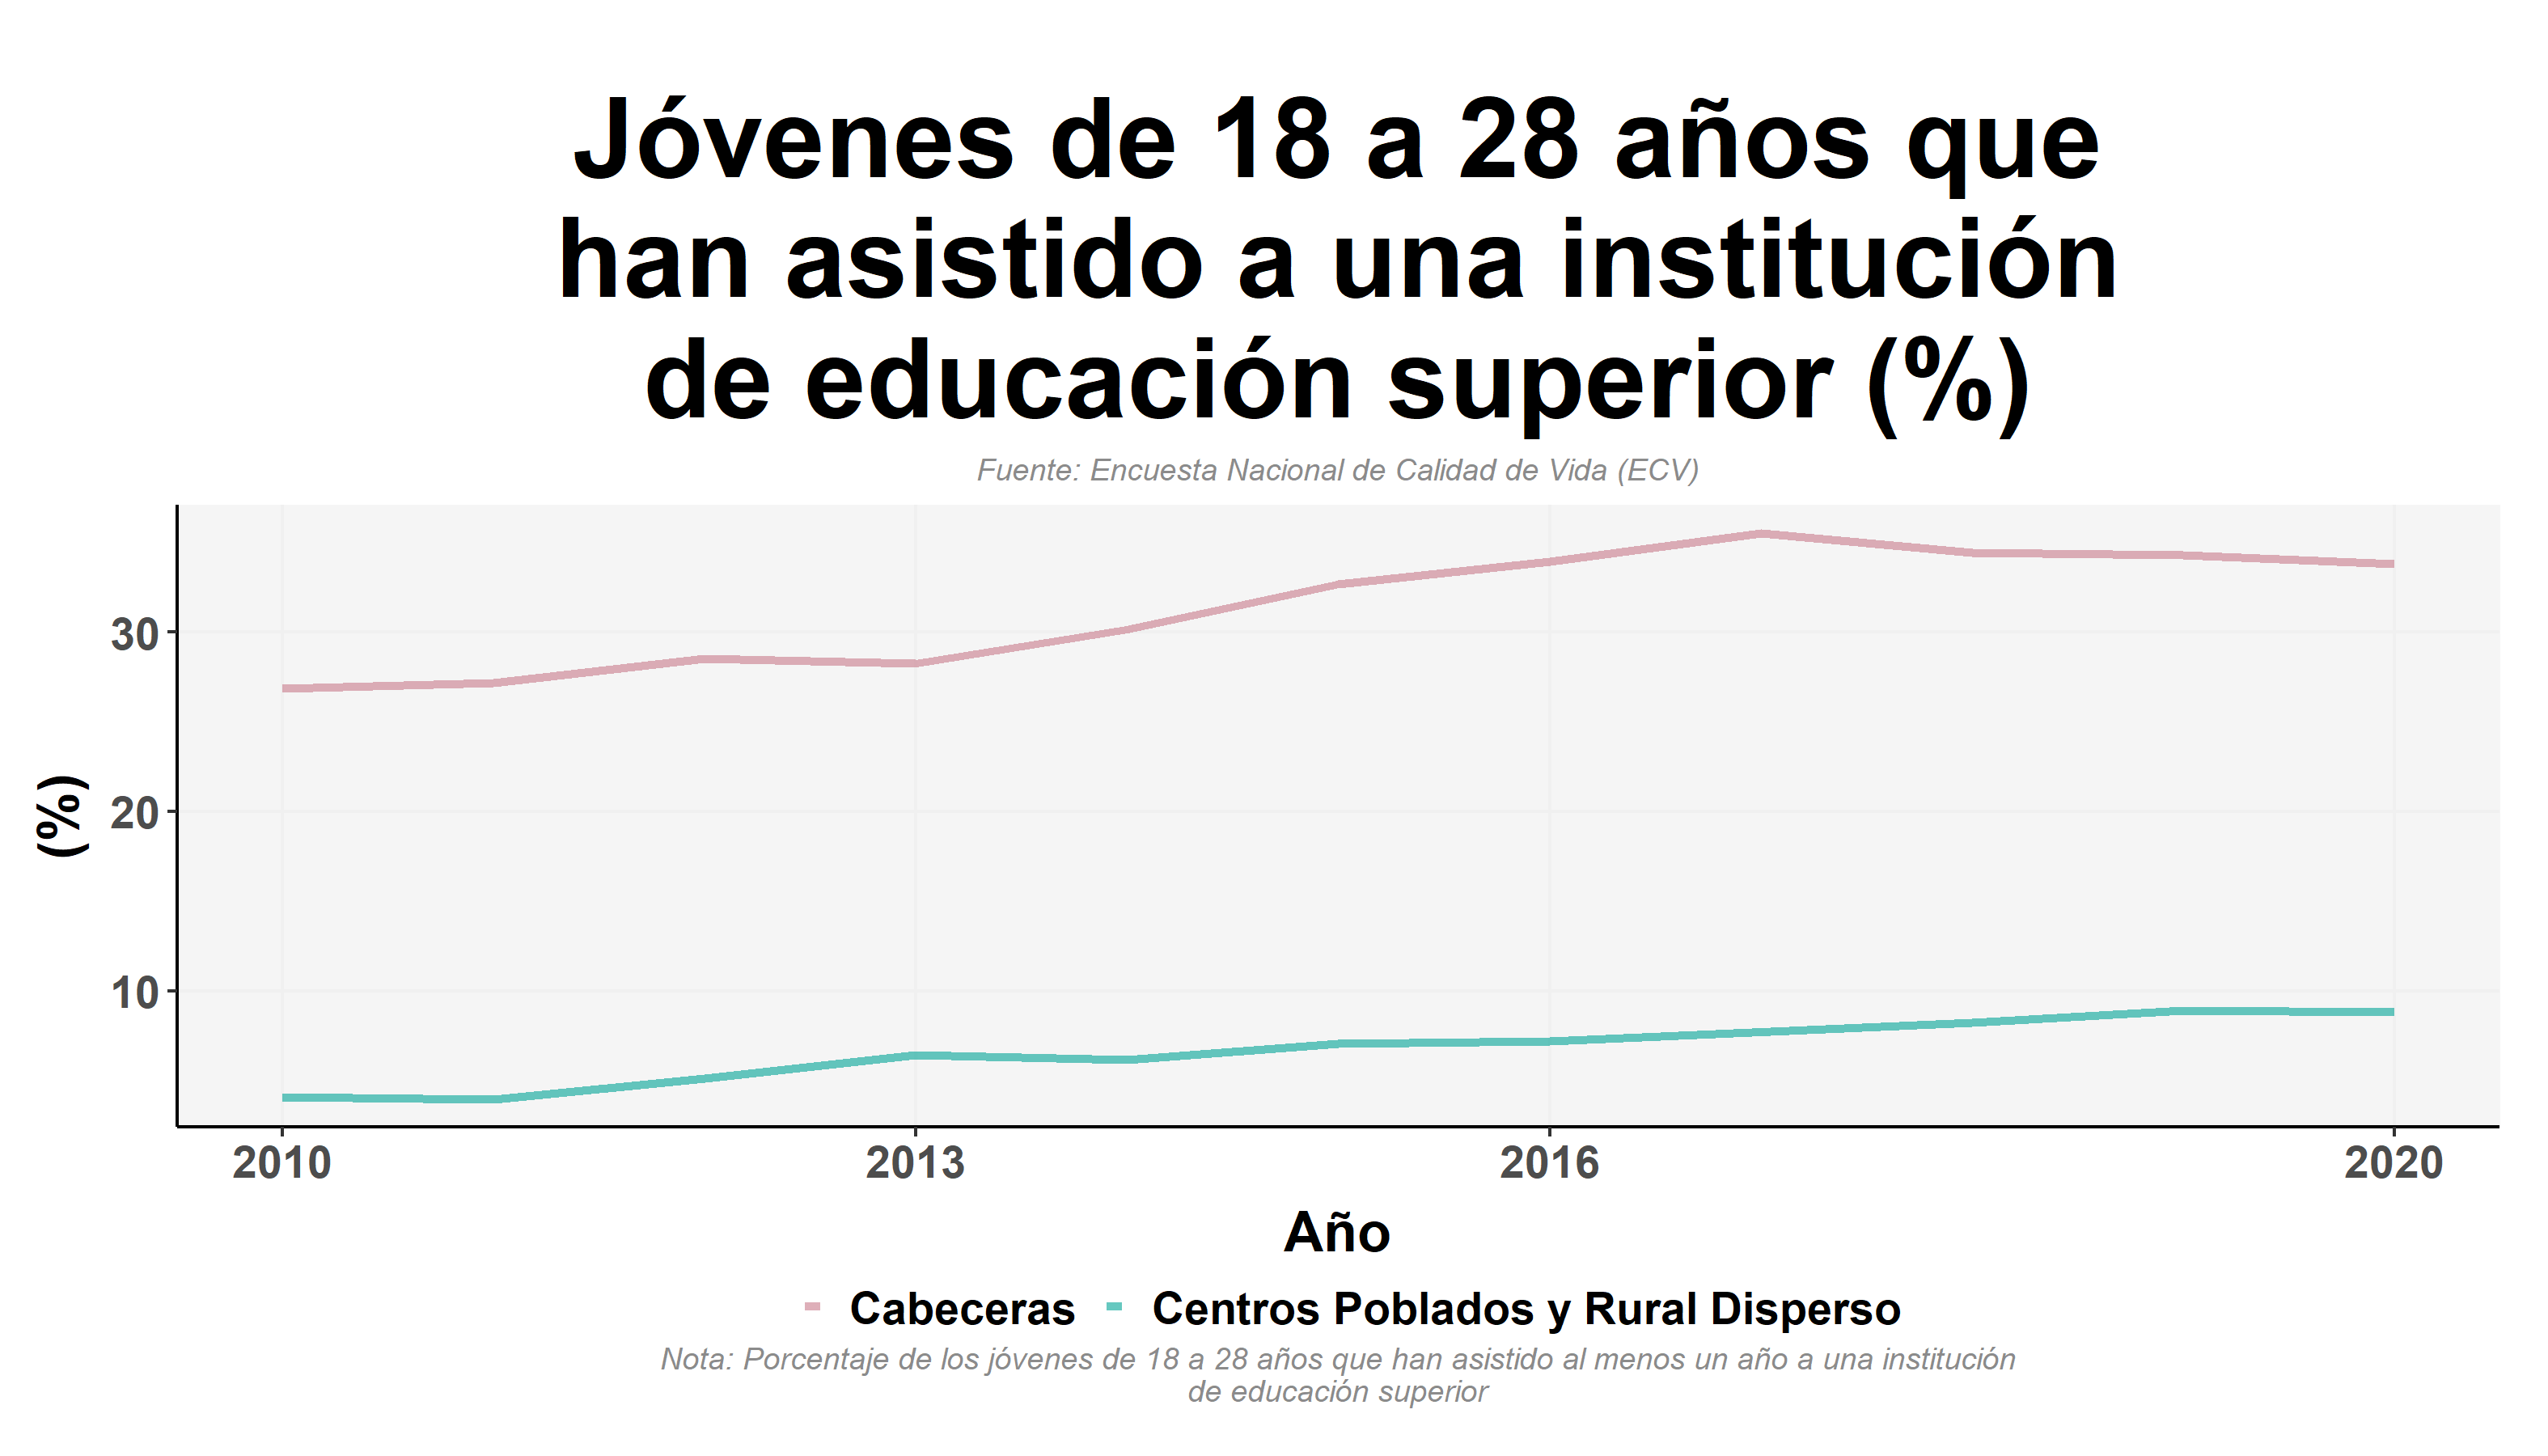 Jóvenes de 18 a 28 años que
han asistido a una institución
de educación superior (%)
Fuente: Encuesta Nacional de Calidad de Vida (ECV)
(%)
30
20
10
2010 2013 2016 2020
Año
Cabeceras Centros Poblados y Rural Disperso
Nota: Porcentaje de los jóvenes de 18 a 28 años que han asistido al menos un año a una institución
de educación superior